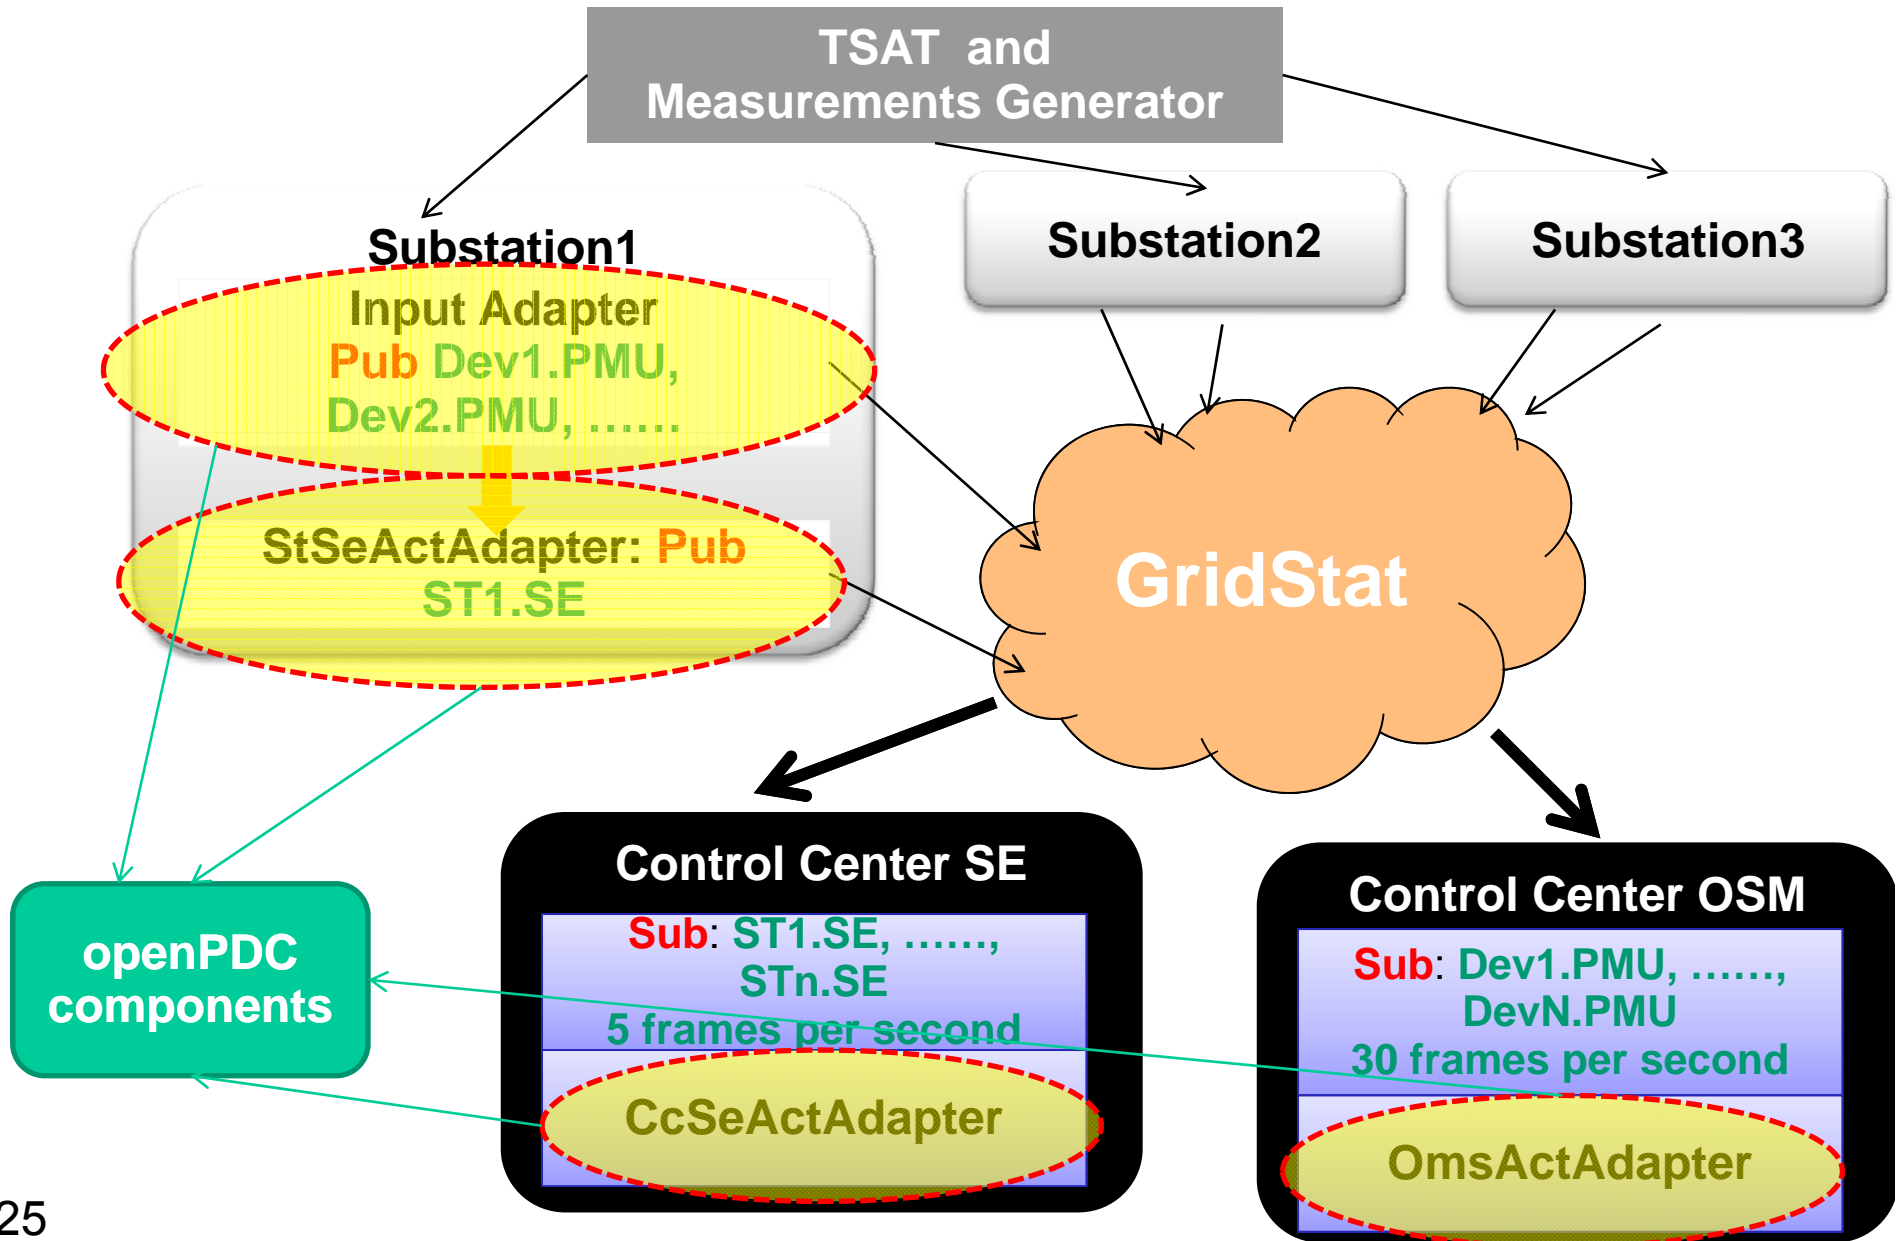 TSAT and
Measurements Generator
Substation1
Input Adapter
Pub Dev1.PMU,
Dev2.PMU, ......
StSeActAdapter: Pub
ST1.SE
Substation2
Substation3
GridStat
openPDC
components
Control Center SE
Sub: ST1.SE, ......,
STn.SE
5 frames per second
CcSeActAdapter
Control Center OSM
Sub: Dev1.PMU, ......,
DevN.PMU
30 frames per second
OmsActAdapter
25